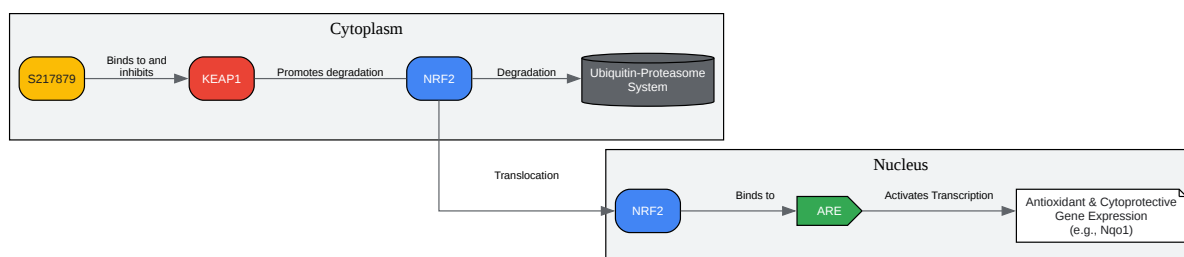 Cytoplasm
S217879
Binds to and
inhibits
KEAP1
Promotes degradation
NRF2
Degradation
Ubiquitin-Proteasome
System
Translocation
Nucleus
NRF2
Binds to
ARE
Activates Transcription
Antioxidant & Cytoprotective
Gene Expression
(e.g., Nqo1)